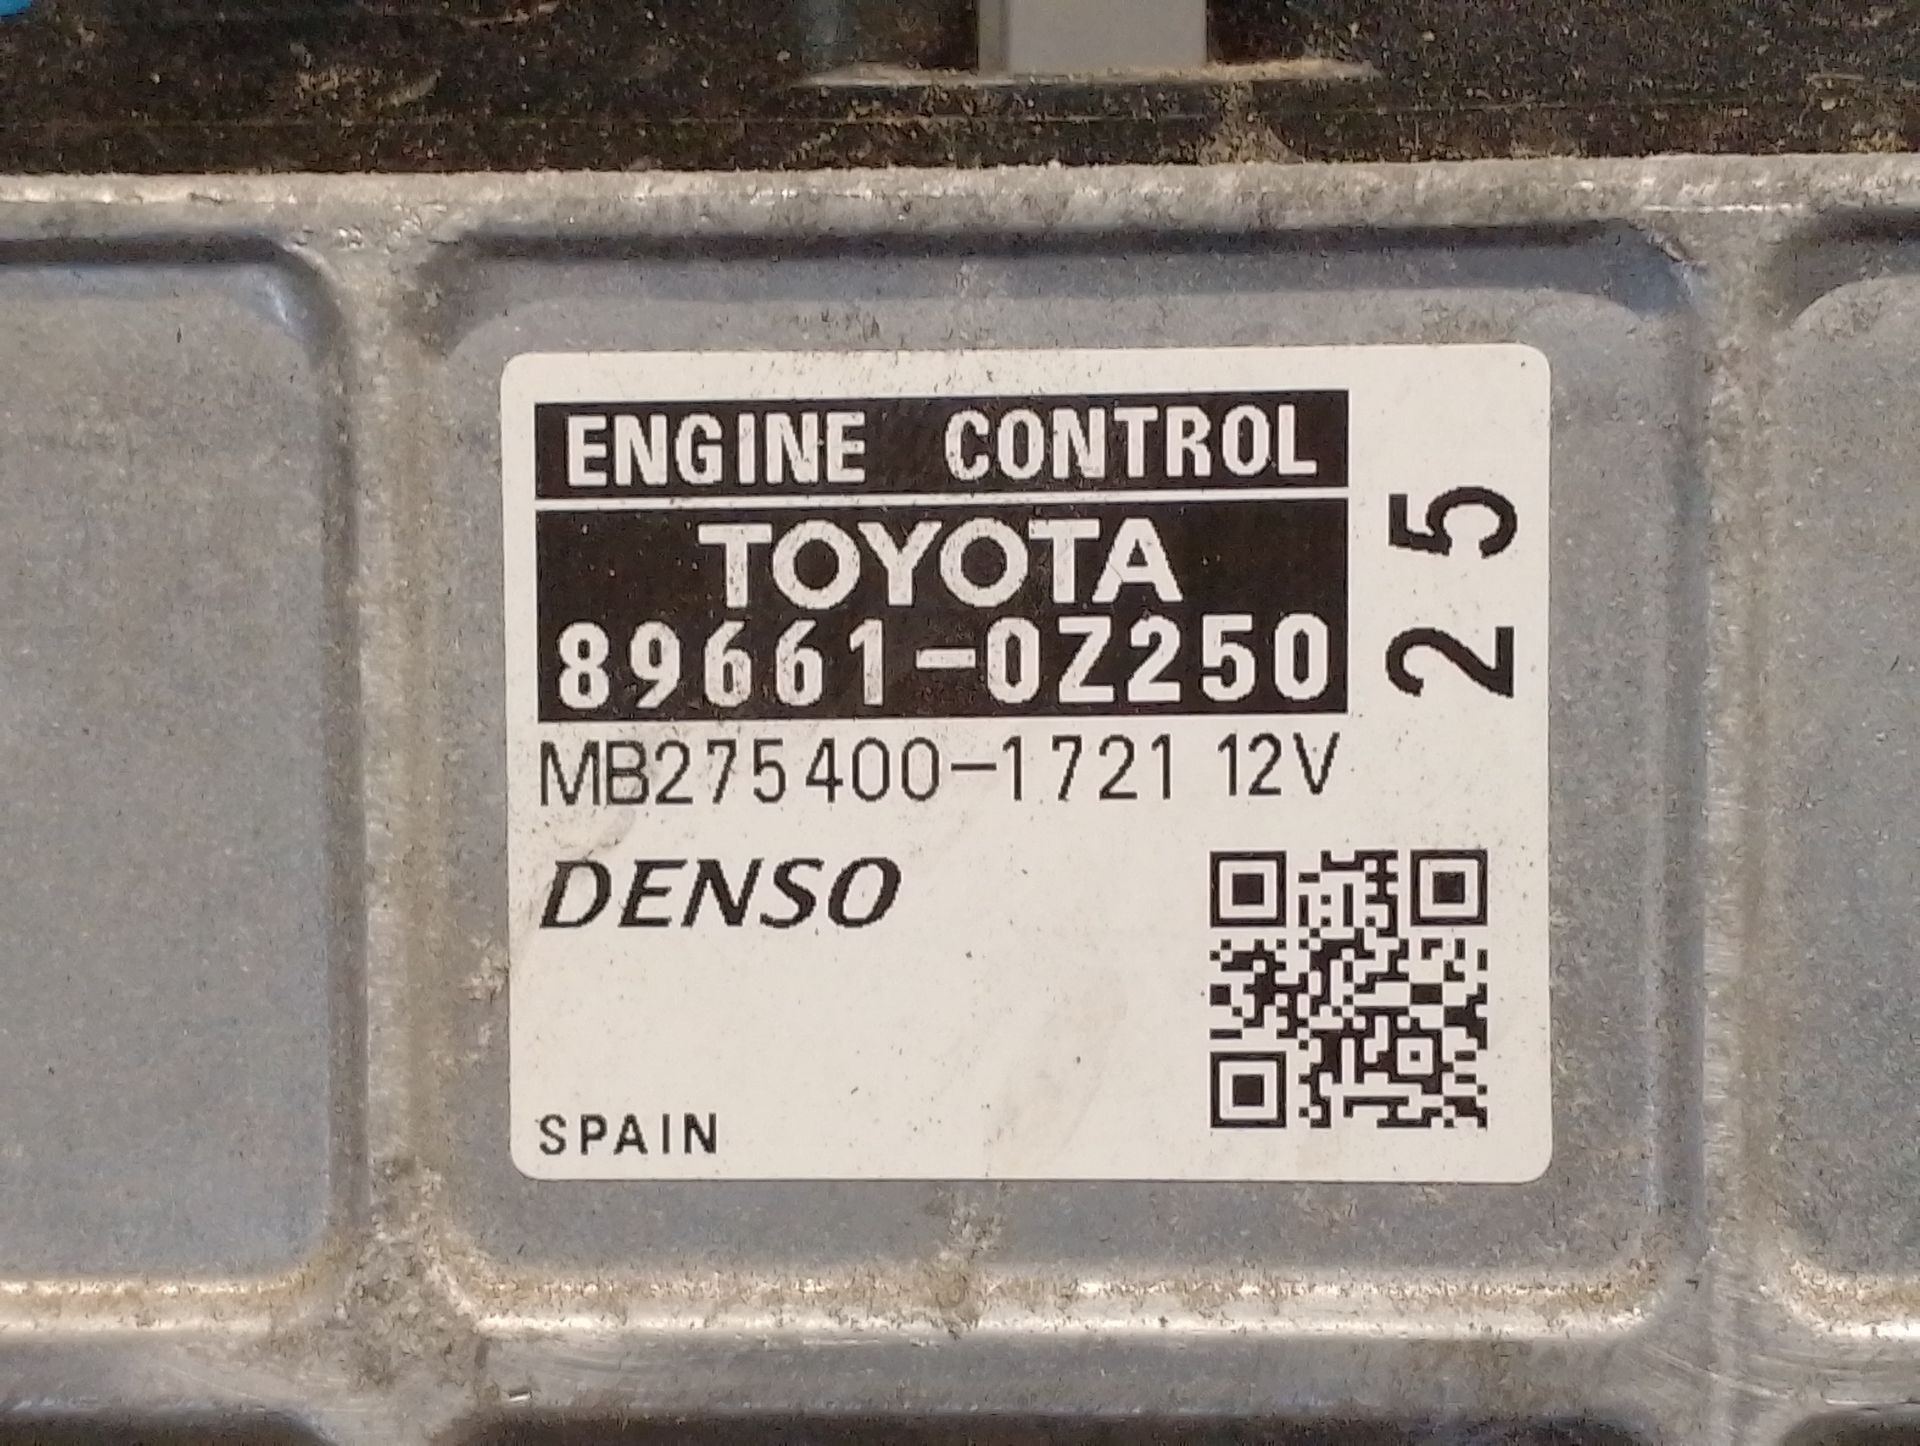 ENGINE CONTROL
TOYOTA
89661-0Z250
25
MB275400-1721 12V
DENSO
SPAIN